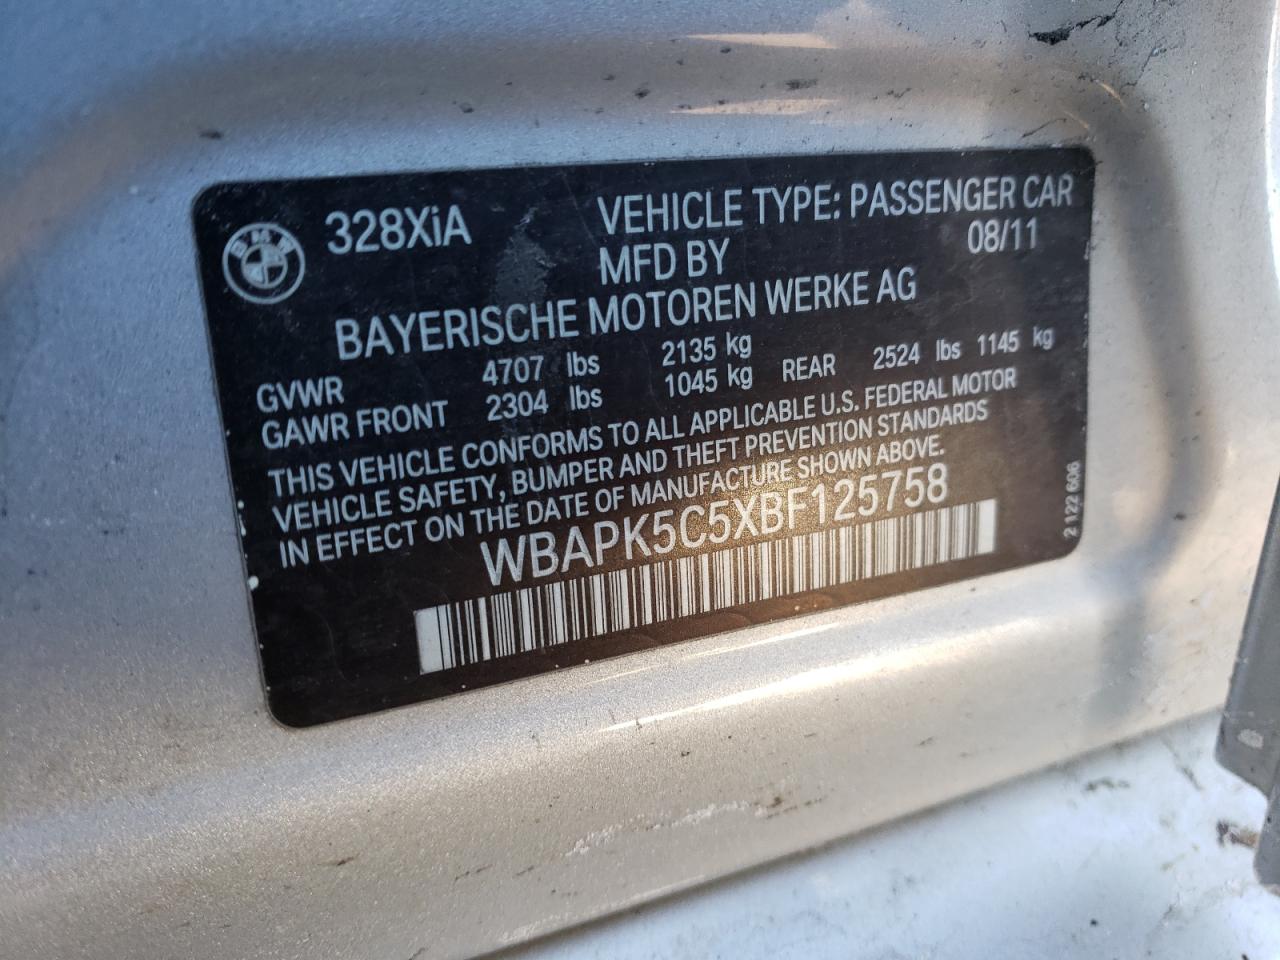 BMW
328XiA VEHICLE TYPE: PASSENGER CAR
MFD BY 08/11
BAYERISCHE MOTOREN WERKE AG
GVWR 4707 lbs 2135 kg
GAWR FRONT 2304 lbs 1045 kg REAR 2524 lbs 1145 kg
THIS VEHICLE CONFORMS TO ALL APPLICABLE U.S. FEDERAL MOTOR
VEHICLE SAFETY, BUMPER AND THEFT PREVENTION STANDARDS
IN EFFECT ON THE DATE OF MANUFACTURE SHOWN ABOVE.
WBAPK5C5XBF125758
2 122 606